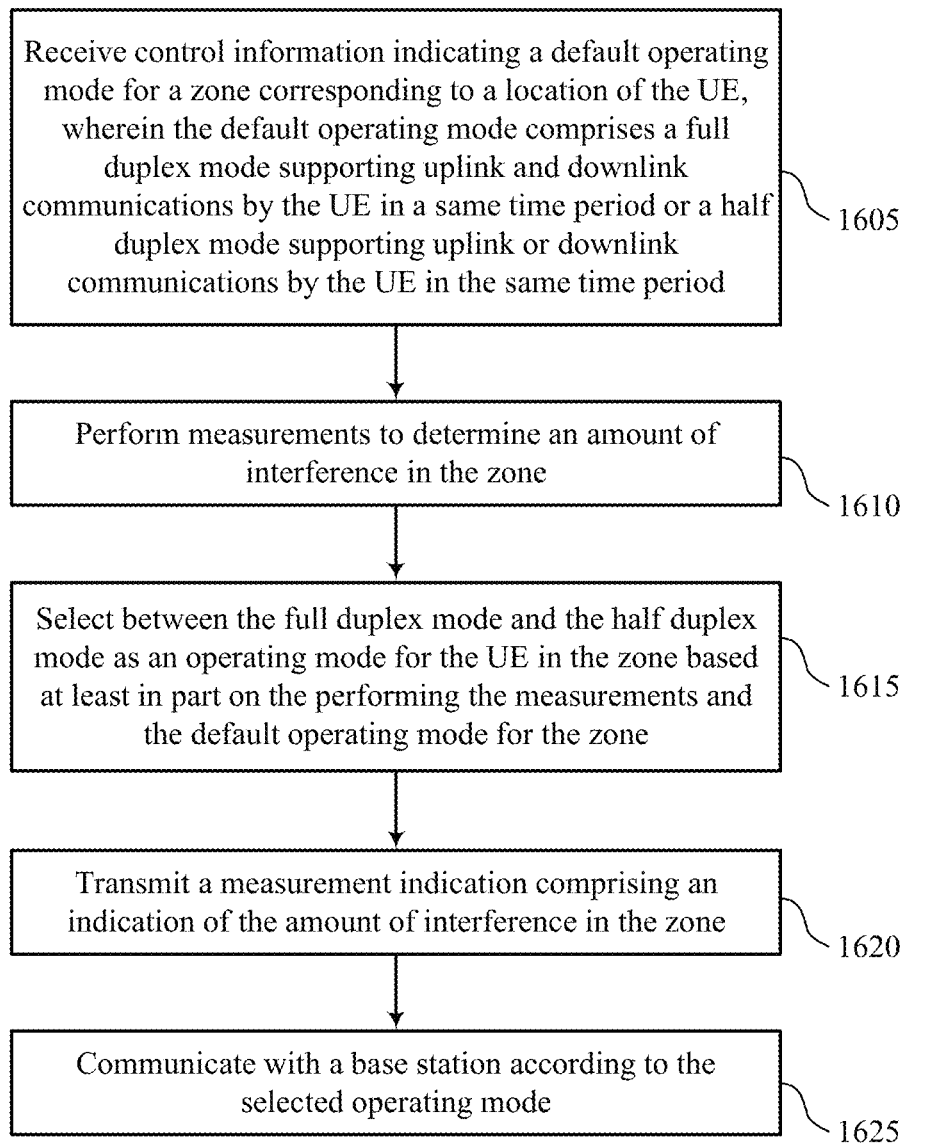 Receive control information indicating a default operating
mode for a zone corresponding to a location of the UE,
wherein the default operating mode comprises a full
duplex mode supporting uplink and downlink
communications by the UE in a same time period or a half
duplex mode supporting uplink or downlink
communications by the UE in the same time period
1605
Perform measurements to determine an amount of
interference in the zone
1610
Select between the full duplex mode and the half duplex
mode as an operating mode for the UE in the zone based
at least in part on the performing the measurements and
the default operating mode for the zone
1615
Transmit a measurement indication comprising an
indication of the amount of interference in the zone
1620
Communicate with a base station according to the
selected operating mode
1625